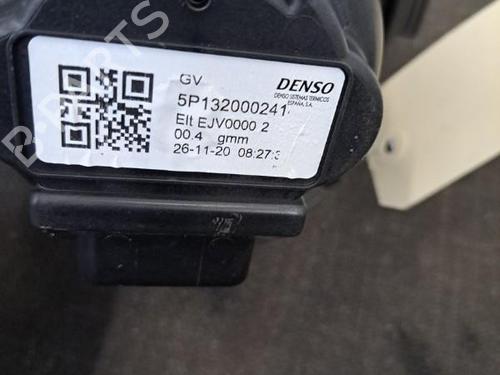 GV
DENSO
DENSO SISTEMAS TERMICOS
ESPAÑA, S.A.
5P132000241
Elt EJV0000 2
00.4 gmm
26-11-20 08:27:3
B-PARTS